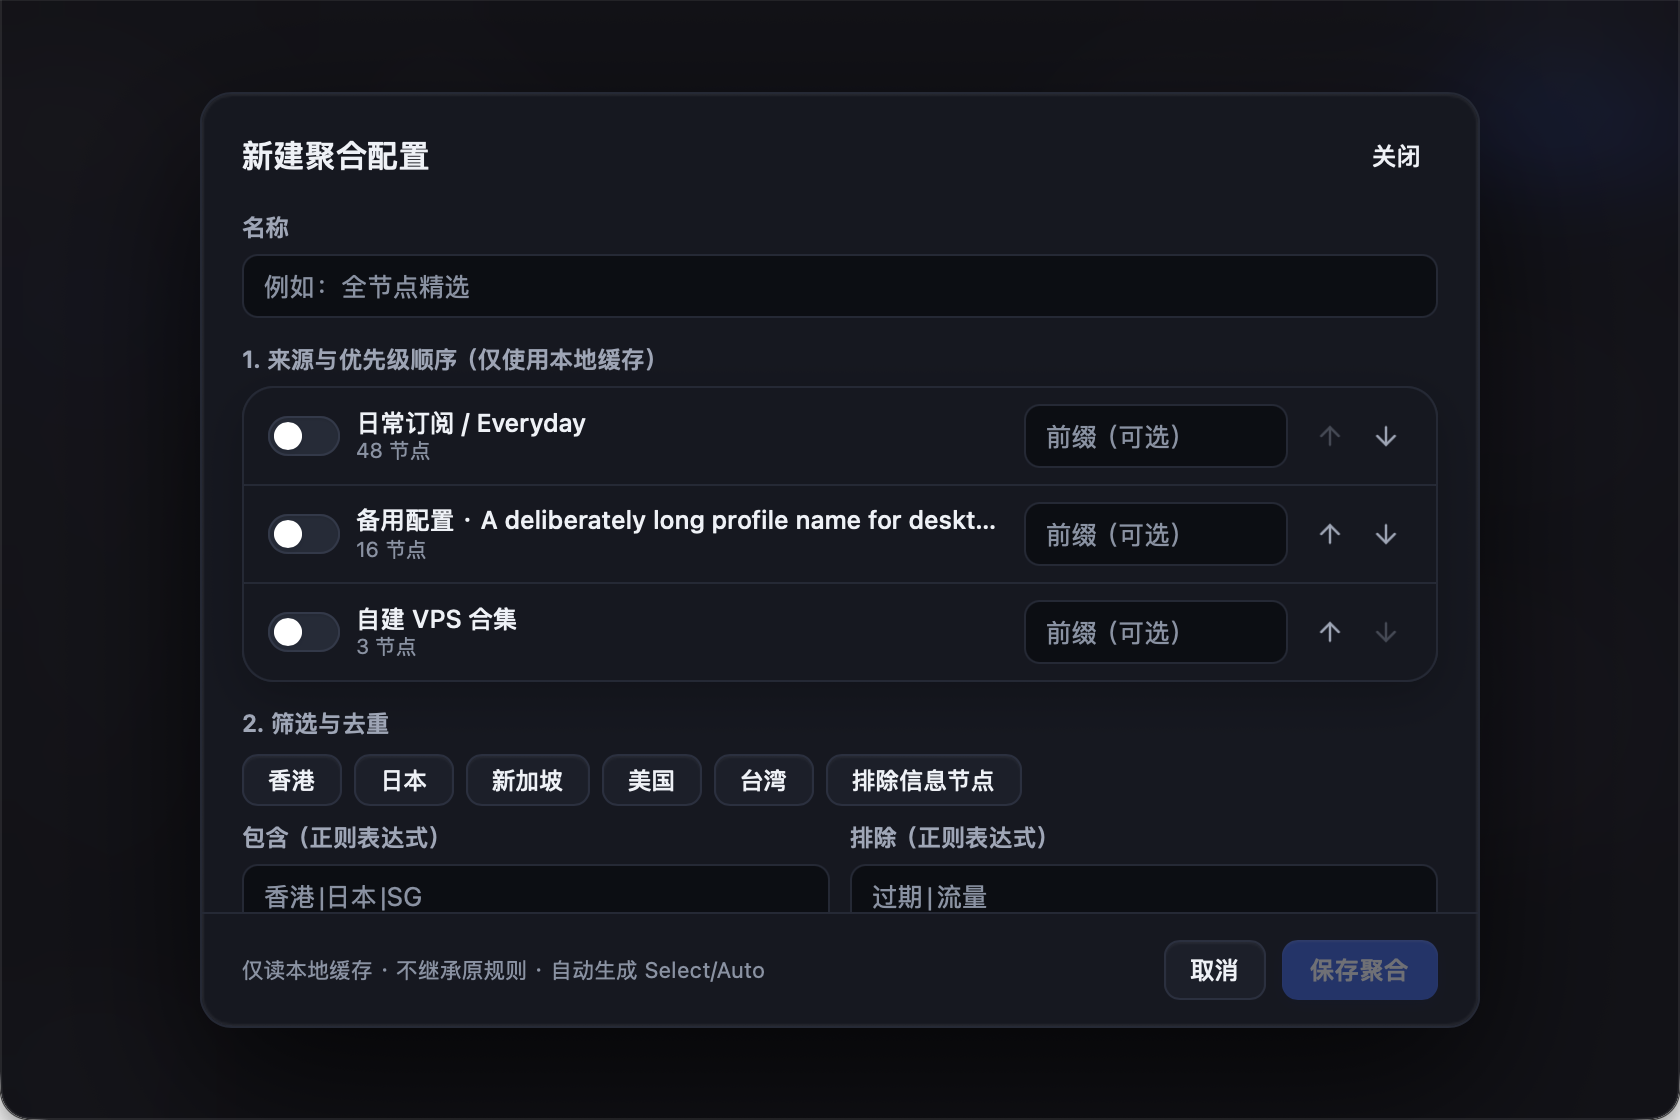 新建聚合配置
关闭
名称
例如：全节点精选
1. 来源与优先级顺序（仅使用本地缓存）
日常订阅 / Everyday
48 节点
前缀（可选）
备用配置 · A deliberately long profile name for deskt...
16 节点
前缀（可选）
自建 VPS 合集
3 节点
前缀（可选）
2. 筛选与去重
香港 日本 新加坡 美国 台湾 排除信息节点
包含（正则表达式）
排除（正则表达式）
香港|日本|SG
过期|流量
仅读本地缓存 · 不继承原规则 · 自动生成 Select/Auto
取消
保存聚合